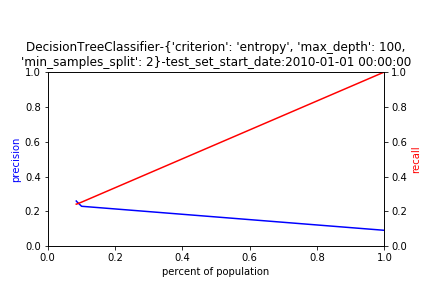 DecisionTreeClassifier-{'criterion': 'entropy', 'max_depth': 100,
'min_samples_split': 2}-test_set_start_date:2010-01-01 00:00:00
1.0
0.8
0.6
0.4
0.2
0.0
precision
1.0
0.8
0.6
0.4
0.2
0.0
recall
0.0 0.2 0.4 0.6 0.8 1.0
percent of population